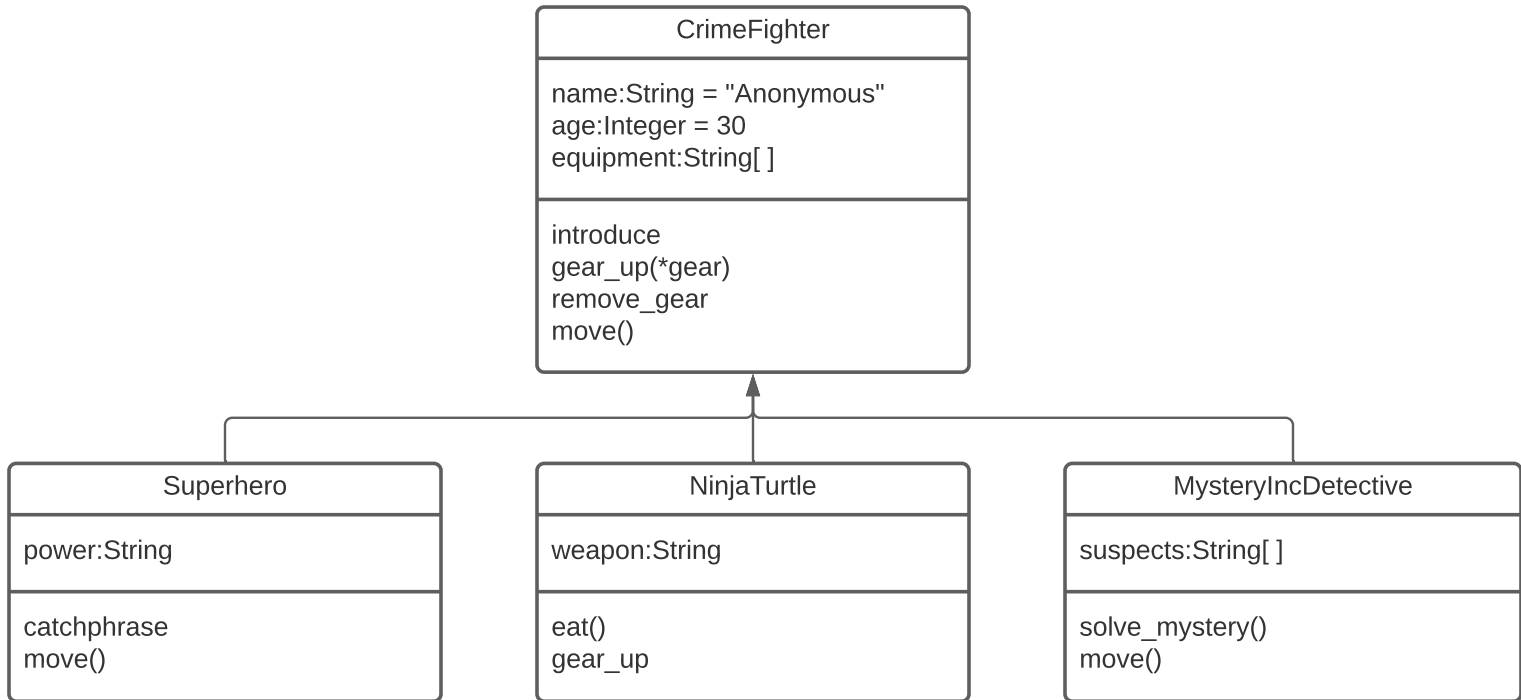 CrimeFighter
name:String = "Anonymous"
age:Integer = 30
equipment:String[ ]
introduce
gear_up(*gear)
remove_gear
move()
Superhero
power:String
catchphrase
move()
NinjaTurtle
weapon:String
eat()
gear_up
MysteryIncDetective
suspects:String[ ]
solve_mystery()
move()